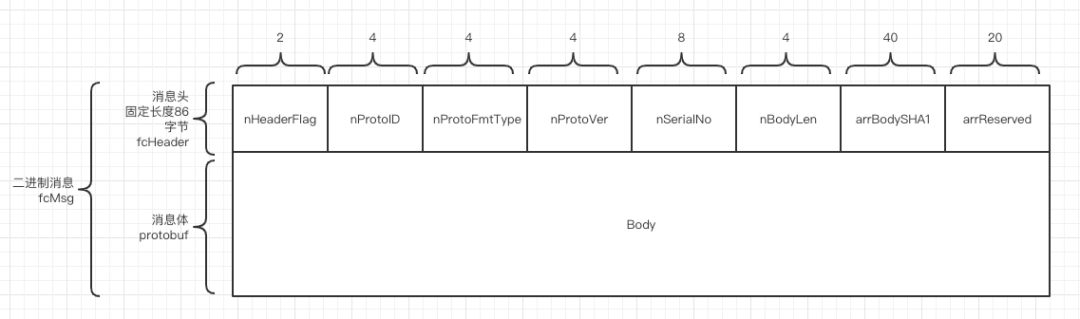 2
4
4
4
8
4
40
20
消息头
固定长度86
字节
fcHeader
nHeaderFlag
nProtoID
nProtoFmtType
nProtoVer
nSerialNo
nBodyLen
arrBodySHA1
arrReserved
二进制消息
fcMsg
消息体
protobuf
Body